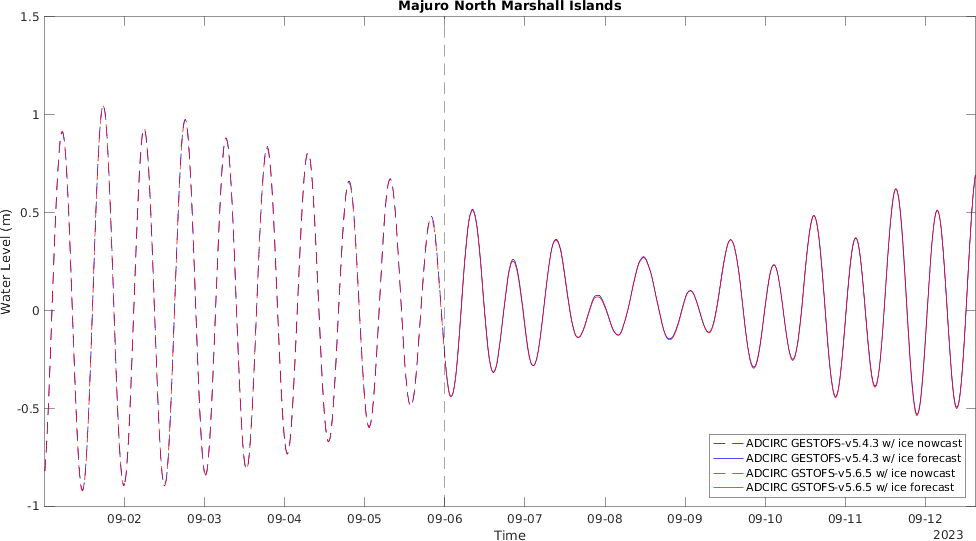 Majuro North Marshall Islands
1.5
1
0.5
0
-0.5
-1
Water Level (m)
09-02 09-03 09-04 09-05 09-06 09-07 09-08 09-09 09-10 09-11 09-12
Time
2023
ADCIRC GESTOFS-v5.4.3 w/ ice nowcast
ADCIRC GESTOFS-v5.4.3 w/ ice forecast
ADCIRC GSTOFS-v5.6.5 w/ ice nowcast
ADCIRC GSTOFS-v5.6.5 w/ ice forecast